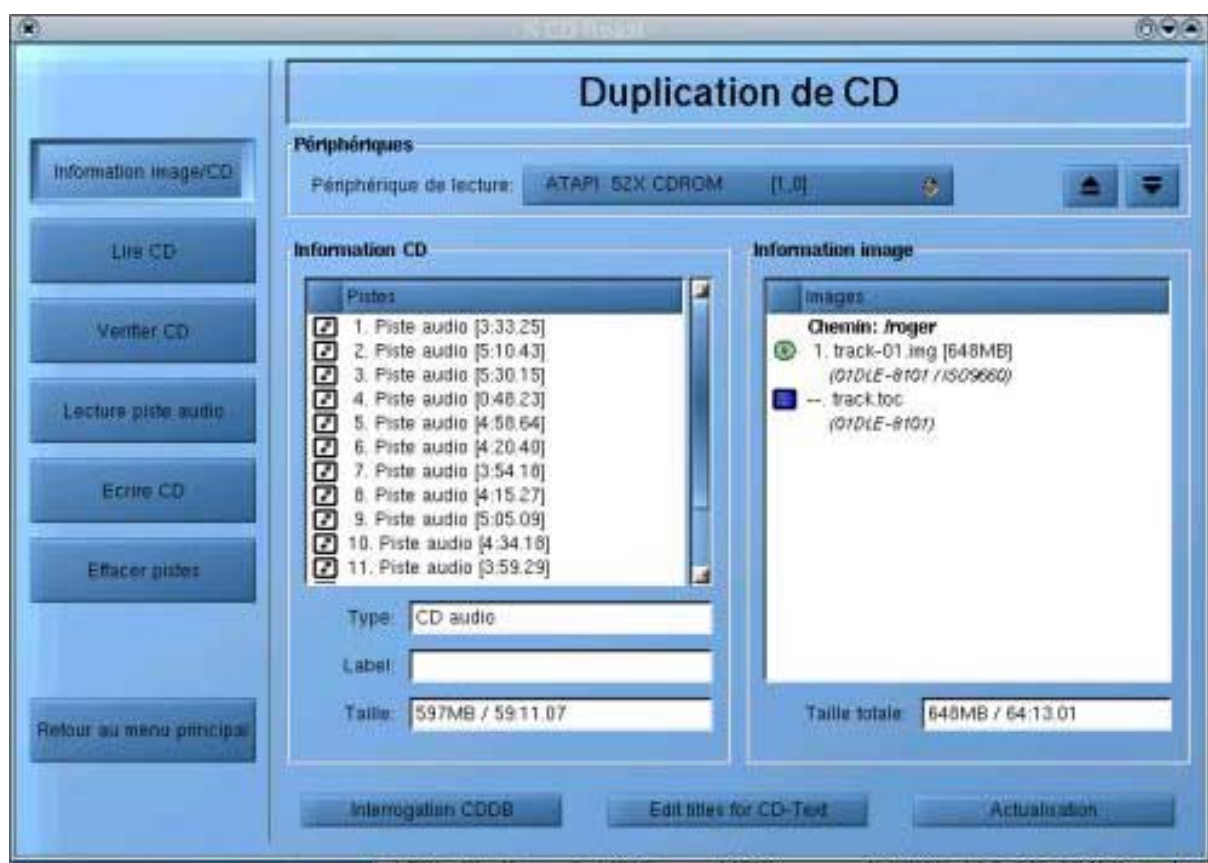 X-CD-Roast
Duplication de CD
Périphériques
Périphérique de lecture: ATAPI 52X CDROM [1,0]
Information image/CD
Lire CD
Vérifier CD
Lecture piste audio
Ecrire CD
Effacer pistes
Retour au menu principal
Information CD
Pistes
1. Piste audio [3:33.25]
2. Piste audio [5:10.43]
3. Piste audio [5:30.15]
4. Piste audio [0:48.23]
5. Piste audio [4:58.64]
6. Piste audio [4:20.40]
7. Piste audio [3:54.18]
8. Piste audio [4:15.27]
9. Piste audio [5:05.09]
10. Piste audio [4:34.18]
11. Piste audio [3:59.29]
Type: CD audio
Label:
Taille: 597MB / 59:11.07
Information image
Images
Chemin: /roger
1. track-01.img [648MB]
(01DLE-8101 / ISO9660)
--. track.toc
(01DLE-8101)
Taille totale: 648MB / 64:13.01
Interrogation CDDB
Edit titles for CD-Text
Actualisation